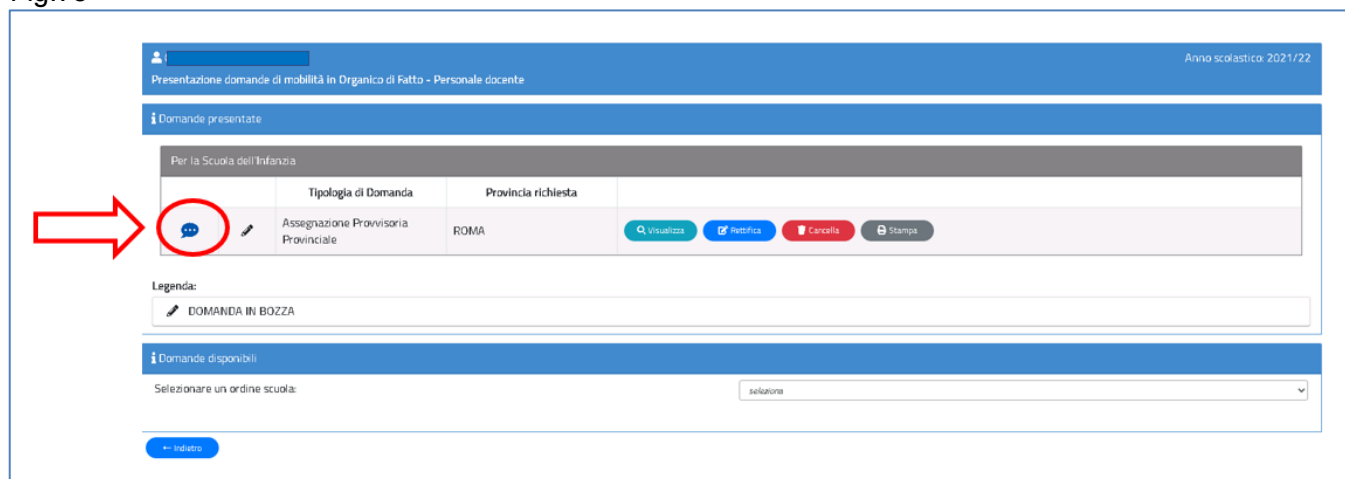 Anno scolastico: 2021/22
Presentazione domande di mobilità in Organico di Fatto - Personale docente
Domande presentate
Per la Scuola dell'Infanzia
Tipologia di Domanda Provincia richiesta
Assegnazione Provvisoria
Provinciale
ROMA
Visualizza Rettifica Cancella Stampa
Legenda:
DOMANDA IN BOZZA
Domande disponibili
Selezionare un ordine scuola:
seleziona
← Indietro